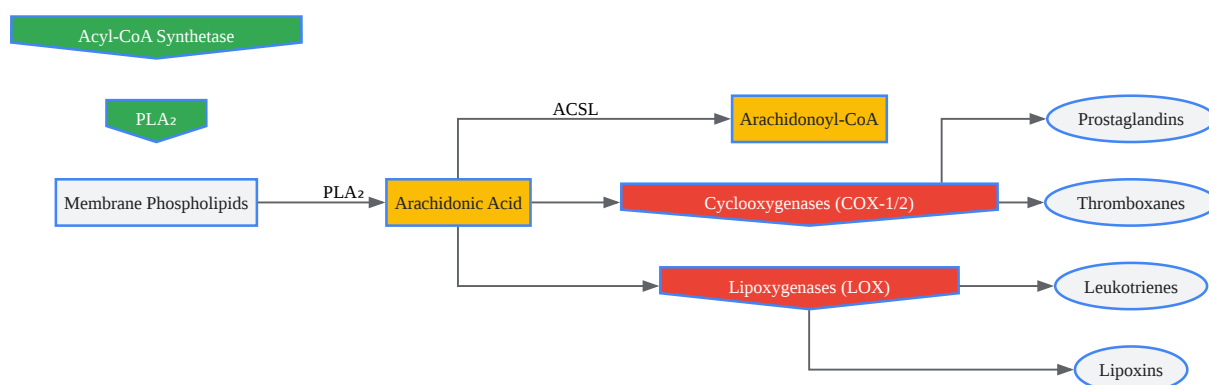 Acyl-CoA Synthetase
PLA₂
ACSL
Arachidonoyl-CoA
Prostaglandins
Membrane Phospholipids
PLA₂
Arachidonic Acid
Cyclooxygenases (COX-1/2)
Thromboxanes
Lipoxygenases (LOX)
Leukotrienes
Lipoxins